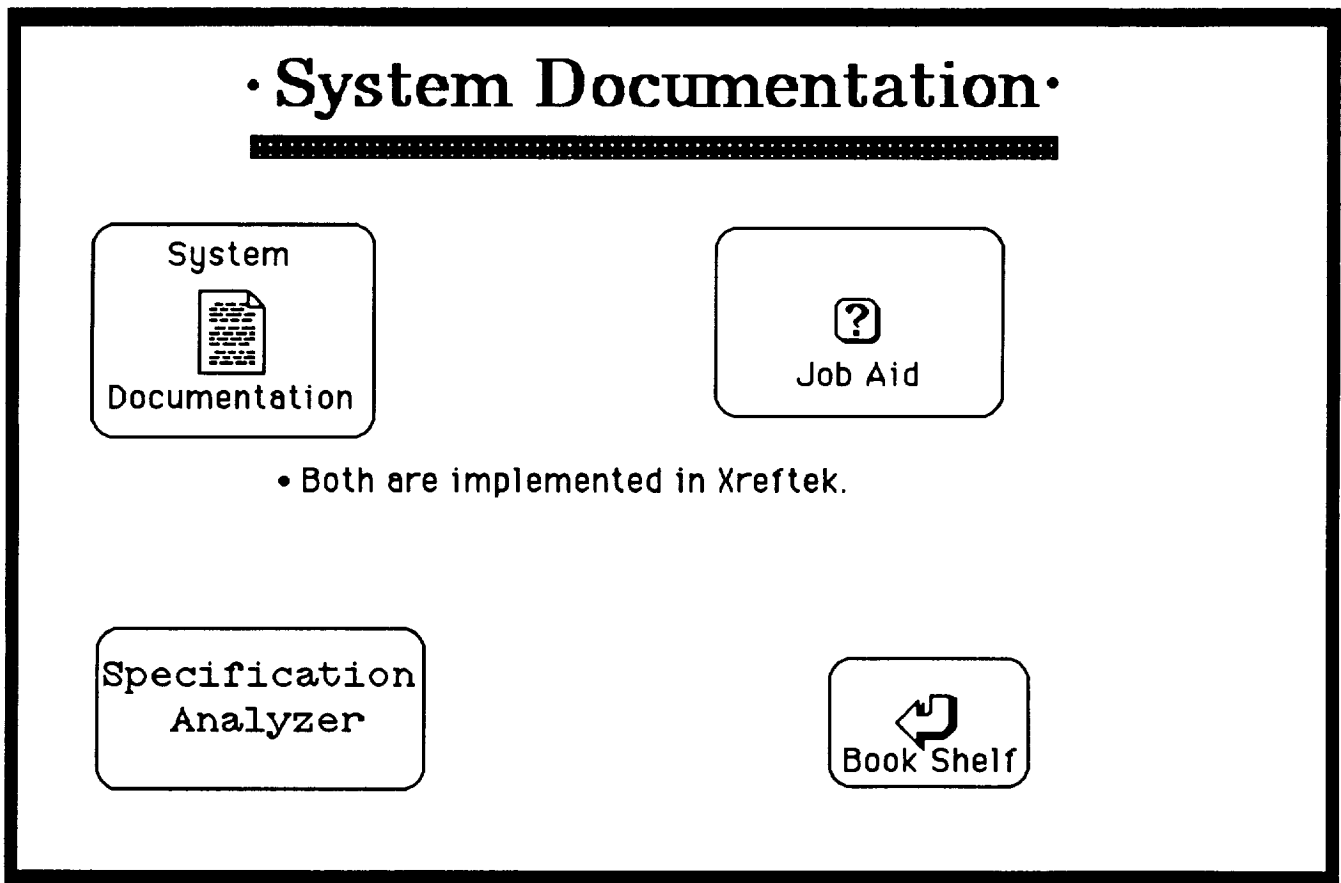 ·System Documentation·
System
Documentation
?
Job Aid
• Both are implemented in Xreftek.
Specification
Analyzer
Book Shelf